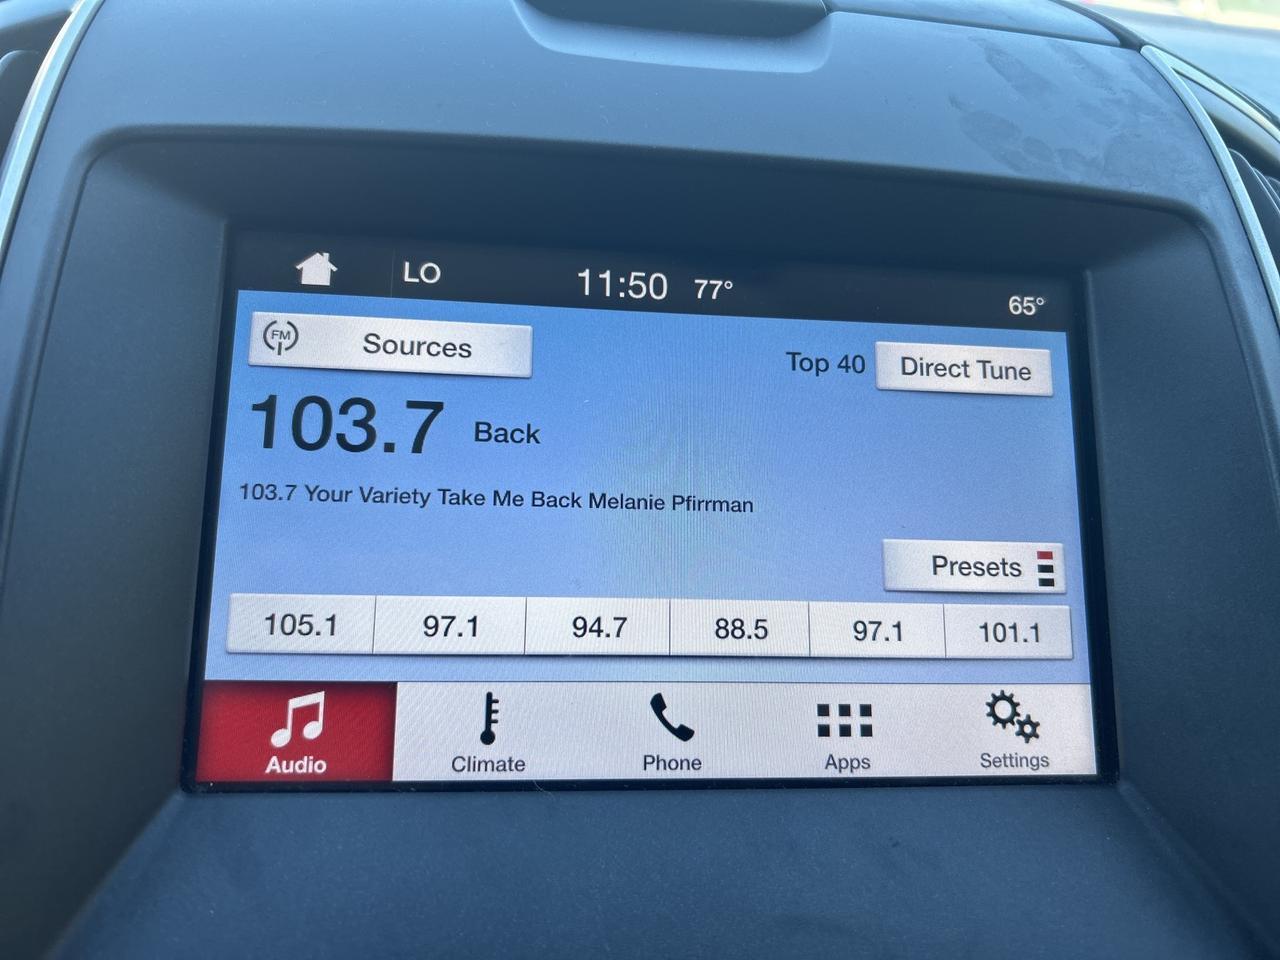 LO 11:50 77° 65°
FM Sources Top 40 Direct Tune
103.7 Back
103.7 Your Variety Take Me Back Melanie Pfirrman
Presets
105.1 97.1 94.7 88.5 97.1 101.1
Audio Climate Phone Apps Settings